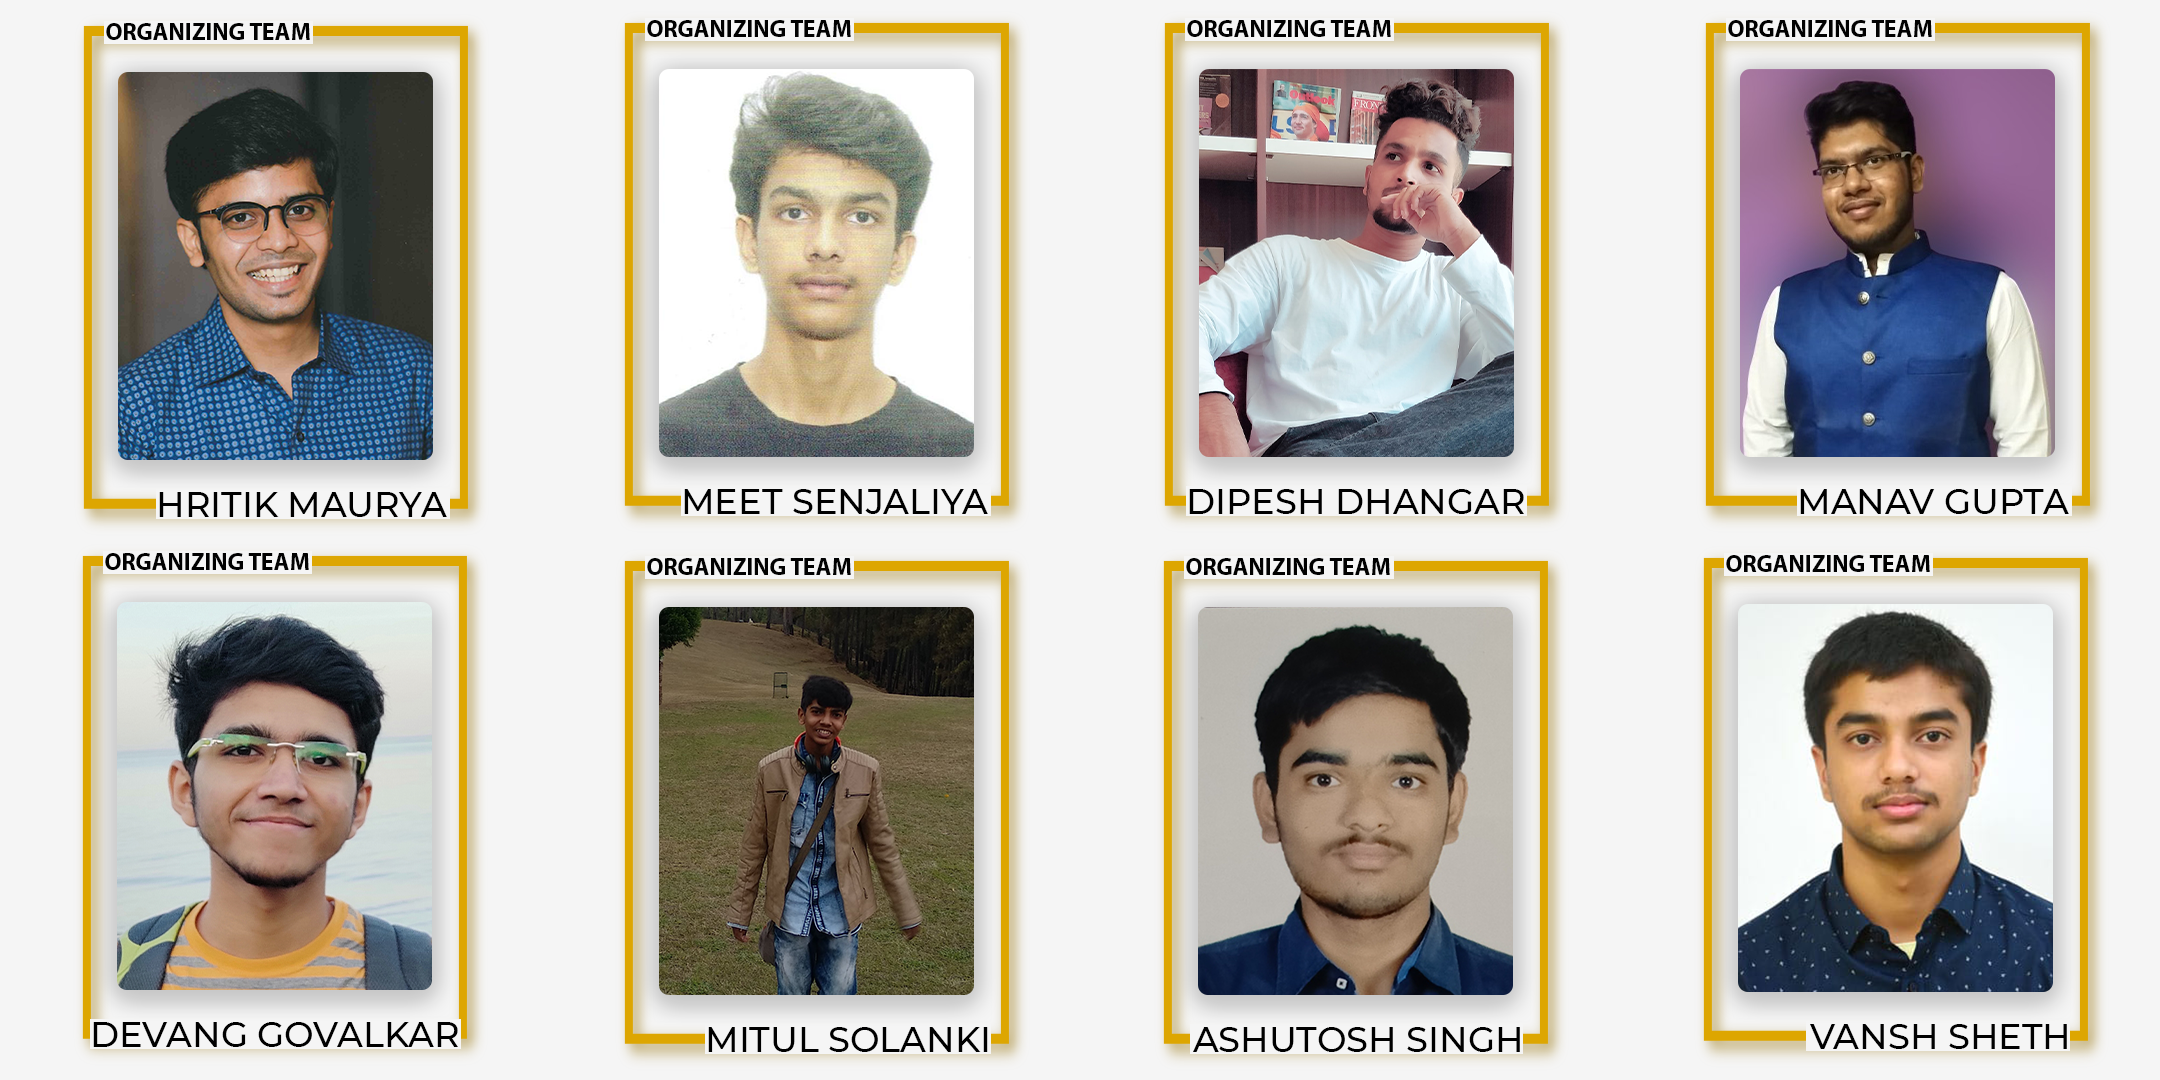 ORGANIZING TEAM
ORGANIZING TEAM
ORGANIZING TEAM
ORGANIZING TEAM
HRITIK MAURYA
MEET SENJALIYA
DIPESH DHANGAR
MANAV GUPTA
ORGANIZING TEAM
ORGANIZING TEAM
ORGANIZING TEAM
ORGANIZING TEAM
DEVANG GOVALKAR
MITUL SOLANKI
ASHUTOSH SINGH
VANSH SHETH